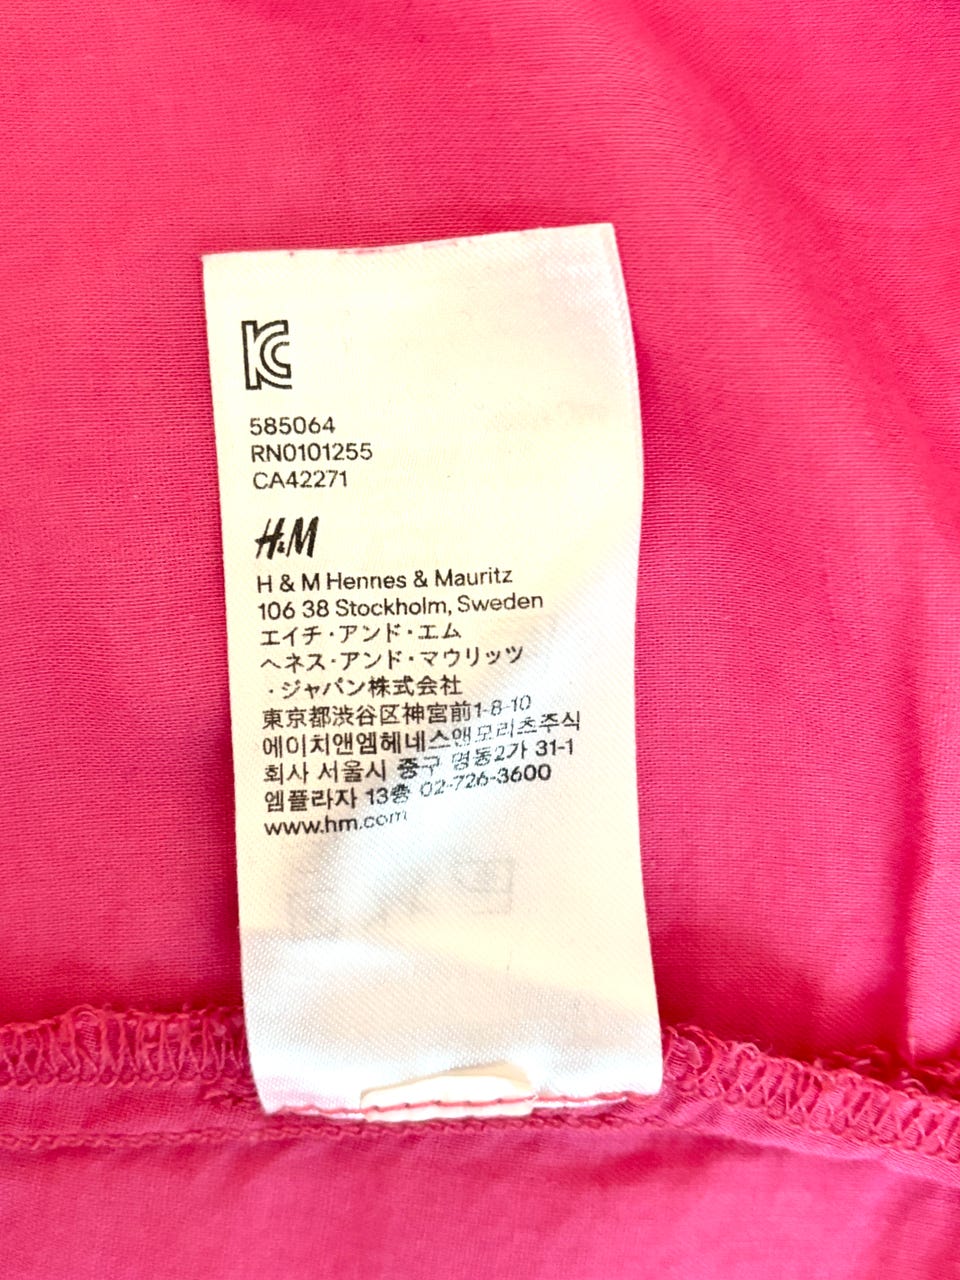 KC
585064
RN0101255
CA42271
H&M
H & M Hennes & Mauritz
106 38 Stockholm, Sweden
エイチ・アンド・エム
ヘネス・アンド・マウリッツ
・ジャパン株式会社
東京都渋谷区神宮前1-8-10
에이치앤엠헤네스앤모리츠주식
회사 서울시 중구 명동2가 31-1
엠플라자 13층 02-726-3600
www.hm.com